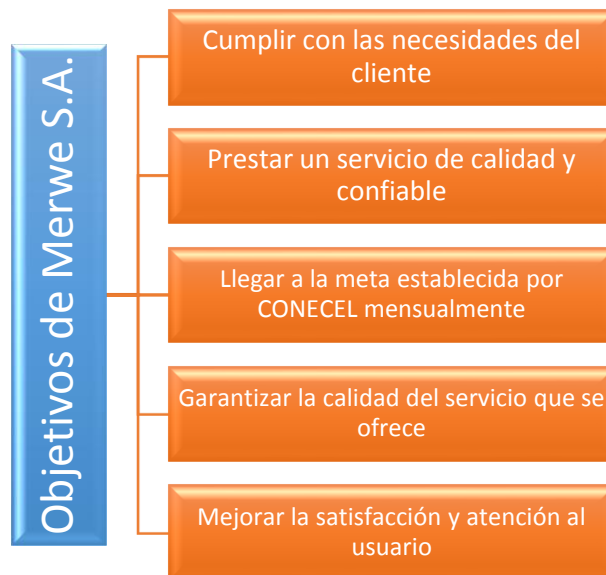 Objetivos de Merwe S.A.
Cumplir con las necesidades del
cliente
Prestar un servicio de calidad y
confiable
Llegar a la meta establecida por
CONECEL mensualmente
Garantizar la calidad del servicio que se
ofrece
Mejorar la satisfacción y atención al
usuario